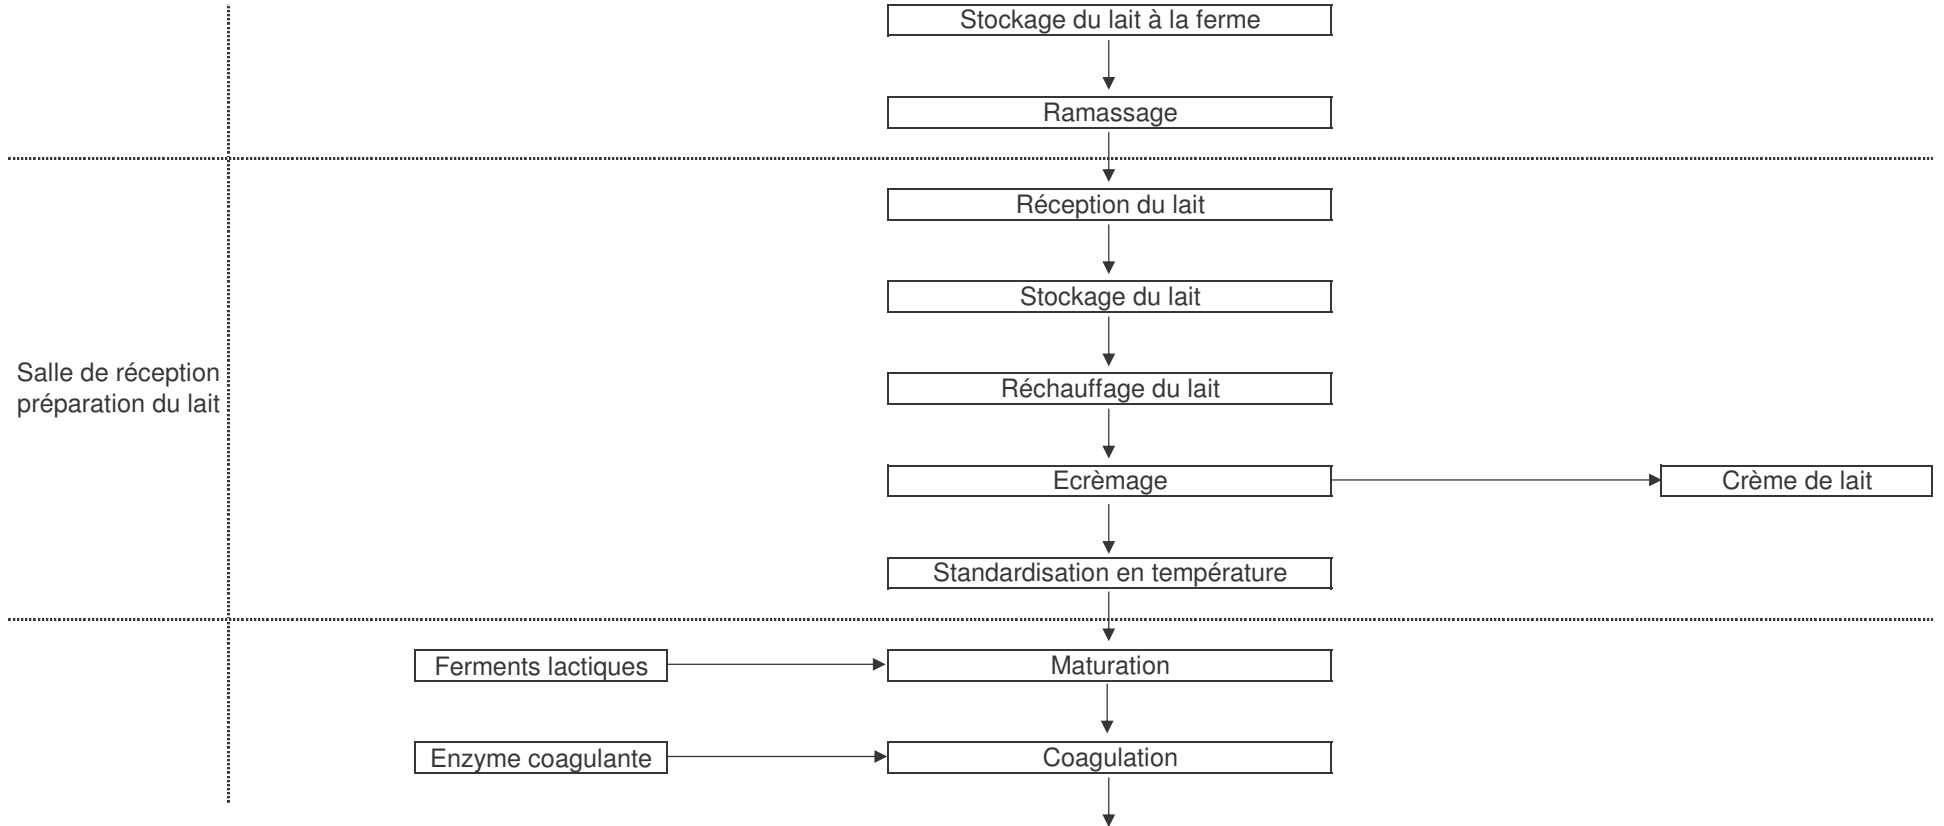 Stockage du lait à la ferme
Ramassage
Réception du lait
Stockage du lait
Salle de réception
préparation du lait
Réchauffage du lait
Ecrèmage
Crème de lait
Standardisation en température
Ferments lactiques
Maturation
Enzyme coagulante
Coagulation